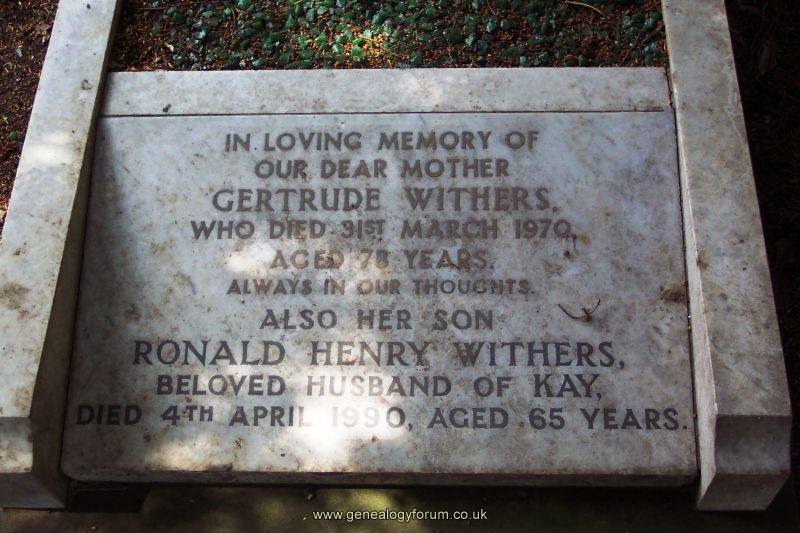 IN LOVING MEMORY OF
OUR DEAR MOTHER
GERTRUDE WITHERS,
WHO DIED 31ST MARCH 1970,
AGED 78 YEARS.
ALWAYS IN OUR THOUGHTS.
ALSO HER SON
RONALD HENRY WITHERS,
BELOVED HUSBAND OF KAY,
DIED 4TH APRIL 1990, AGED 65 YEARS.
www.genealogyforum.co.uk